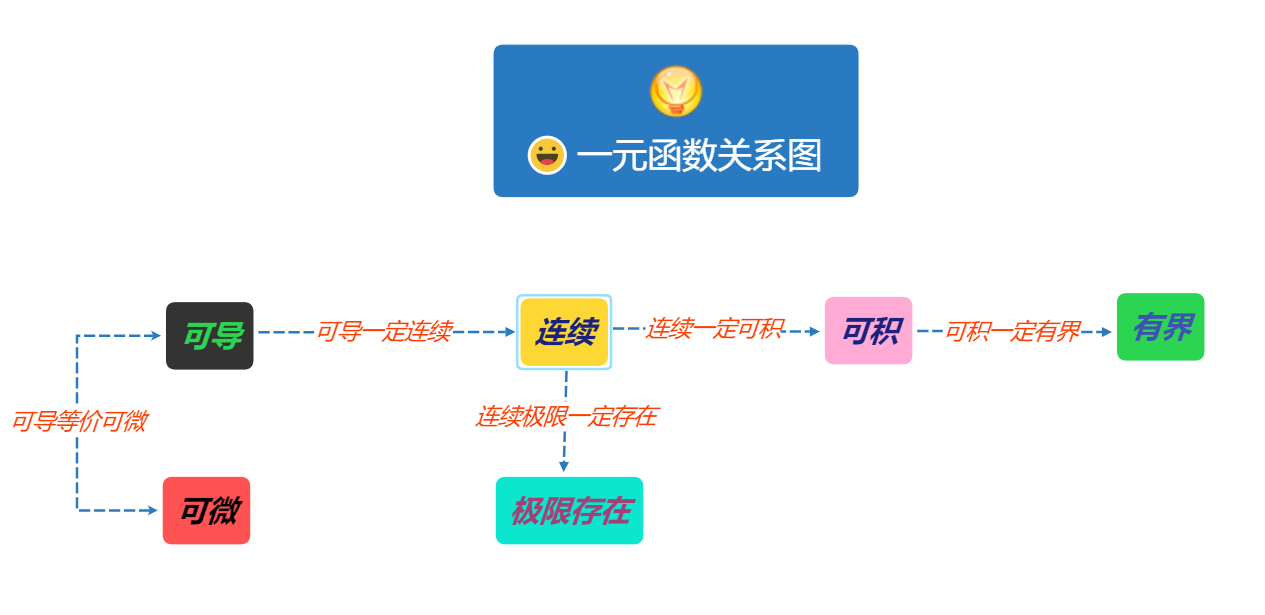 一元函数关系图
可导
可导一定连续
连续
连续一定可积
可积
可积一定有界
有界
可导等价可微
连续极限一定存在
可微
极限存在